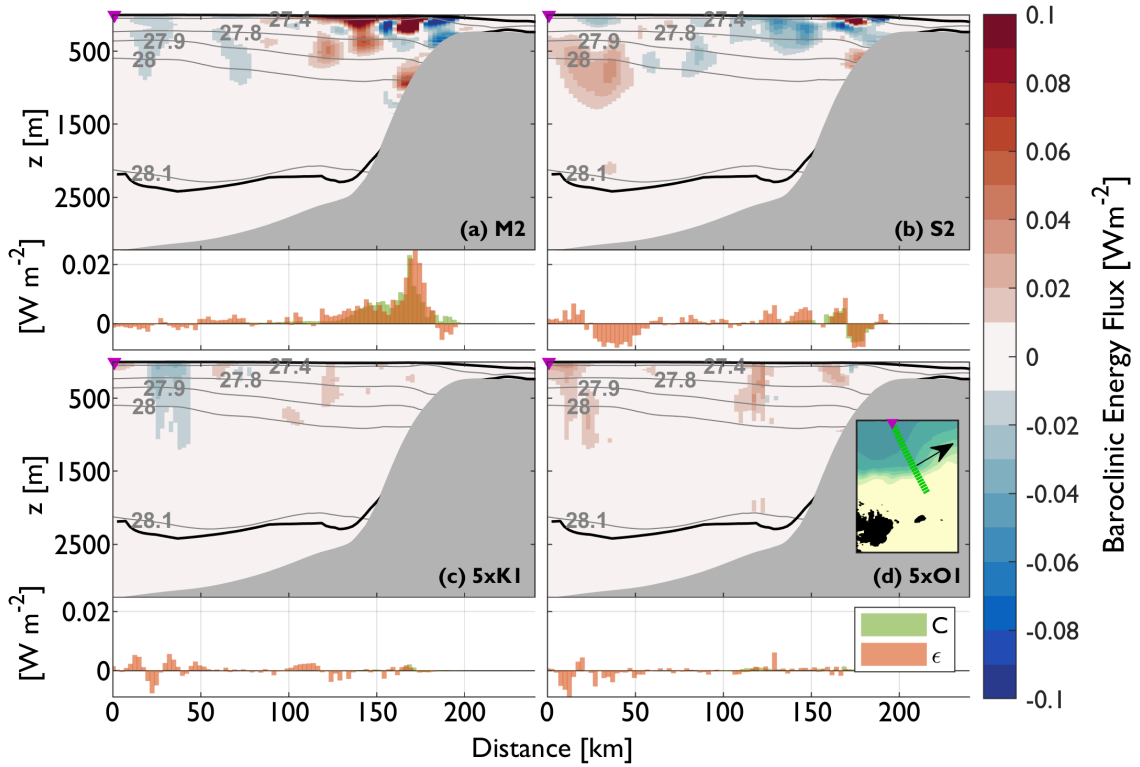 27.4
27.8
27.9
28
28.1
500
1500
2500
z [m]
(a) M2
27.4
27.8
27.9
28
28.1
(b) S2
0.02
0
[W m-2]
27.4
27.8
27.9
28
28.1
500
1500
2500
z [m]
(c) 5xK1
27.4
27.8
27.9
28
28.1
(d) 5xO1
0.02
0
[W m-2]
C
ϵ
0 50 100 150 200
0 50 100 150 200
Distance [km]
0.1
0.08
0.06
0.04
0.02
0
-0.02
-0.04
-0.06
-0.08
-0.1
Baroclinic Energy Flux [Wm-2]